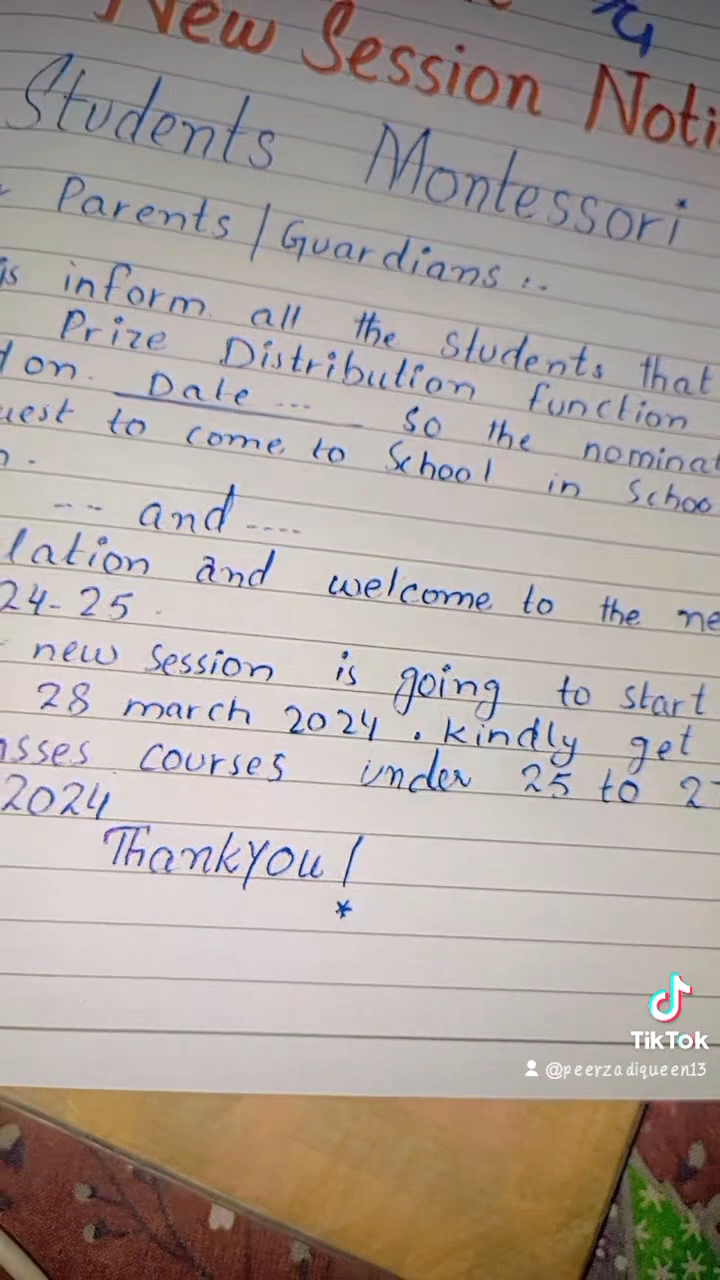 New Session Noti
Students Montessori
Parents / Guardians :.
is inform all the students that
Prize Distribution function
on Date ... so the nominat
uest to come to School in Schoo
-- and ....
lation and welcome to the ne
24-25
new session is going to start
28 march 2024. kindly get
sses courses under 25 to 2
2024
Thankyou!
TikTok
@peerzadiqueen13